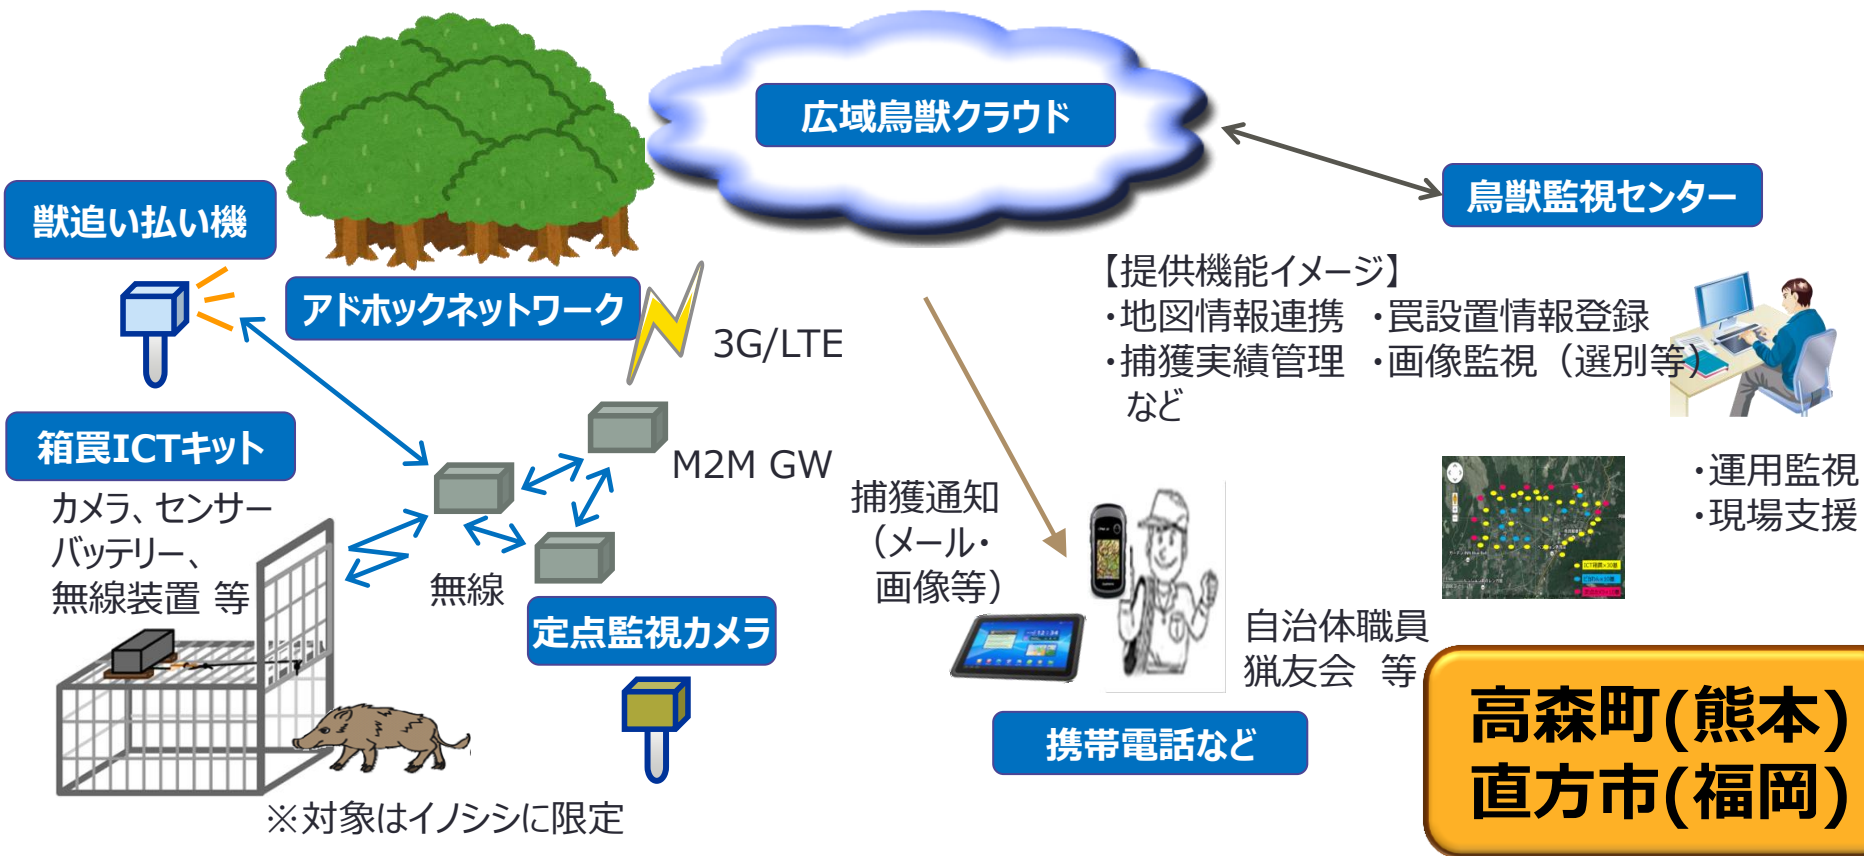 広域鳥獣クラウド
獣追い払い機
鳥獣監視センター
アドホックネットワーク
3G/LTE
【提供機能イメージ】
・地図情報連携 ・罠設置情報登録
・捕獲実績管理 ・画像監視（選別等）
など
箱罠ICTキット
カメラ、センサー
バッテリー、
無線装置 等
M2M GW
無線
定点監視カメラ
捕獲通知
（メール・
画像等）
・運用監視
・現場支援
自治体職員
猟友会 等
携帯電話など
※対象はイノシシに限定
高森町(熊本)
直方市(福岡)